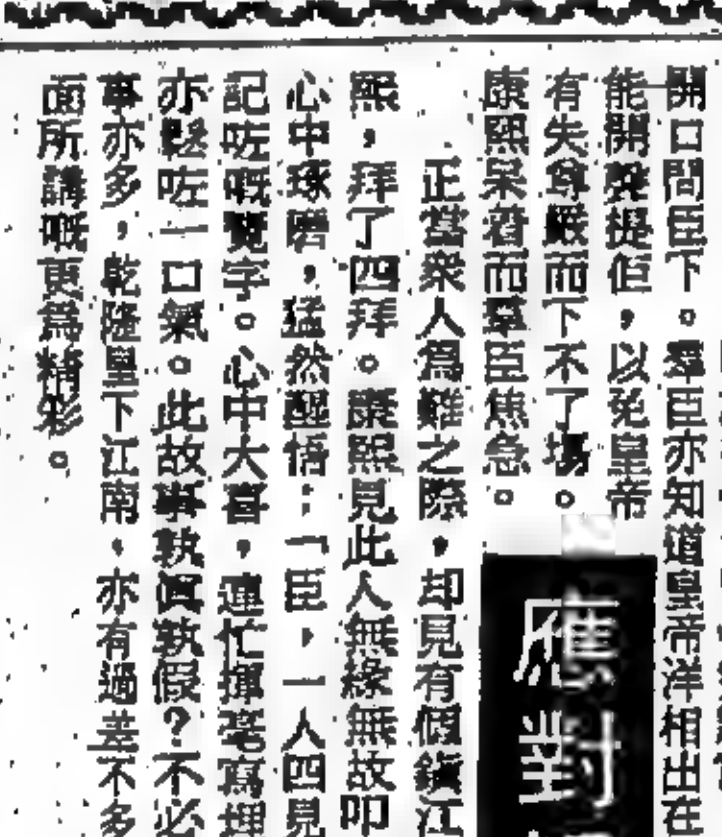 開口問臣下。羣臣亦知道皇帝洋相出在
能開聲提佢，以免皇帝
有失尊嚴而下不了場。
康熙呆着而羣臣焦急。
應對
正當衆人爲難之際，却見有個鎭江
熙，拜了四拜。康熙見此人無緣無故叩
心中琢磨，猛然醒悟：「臣，一人四見
記咗嘅覽字。心中大喜，連忙揮毫寫埋
亦鬆咗一口氣。此故事孰眞孰假？不必
事亦多，乾隆皇下江南，亦有過差不多
面所講嘅更爲精彩。